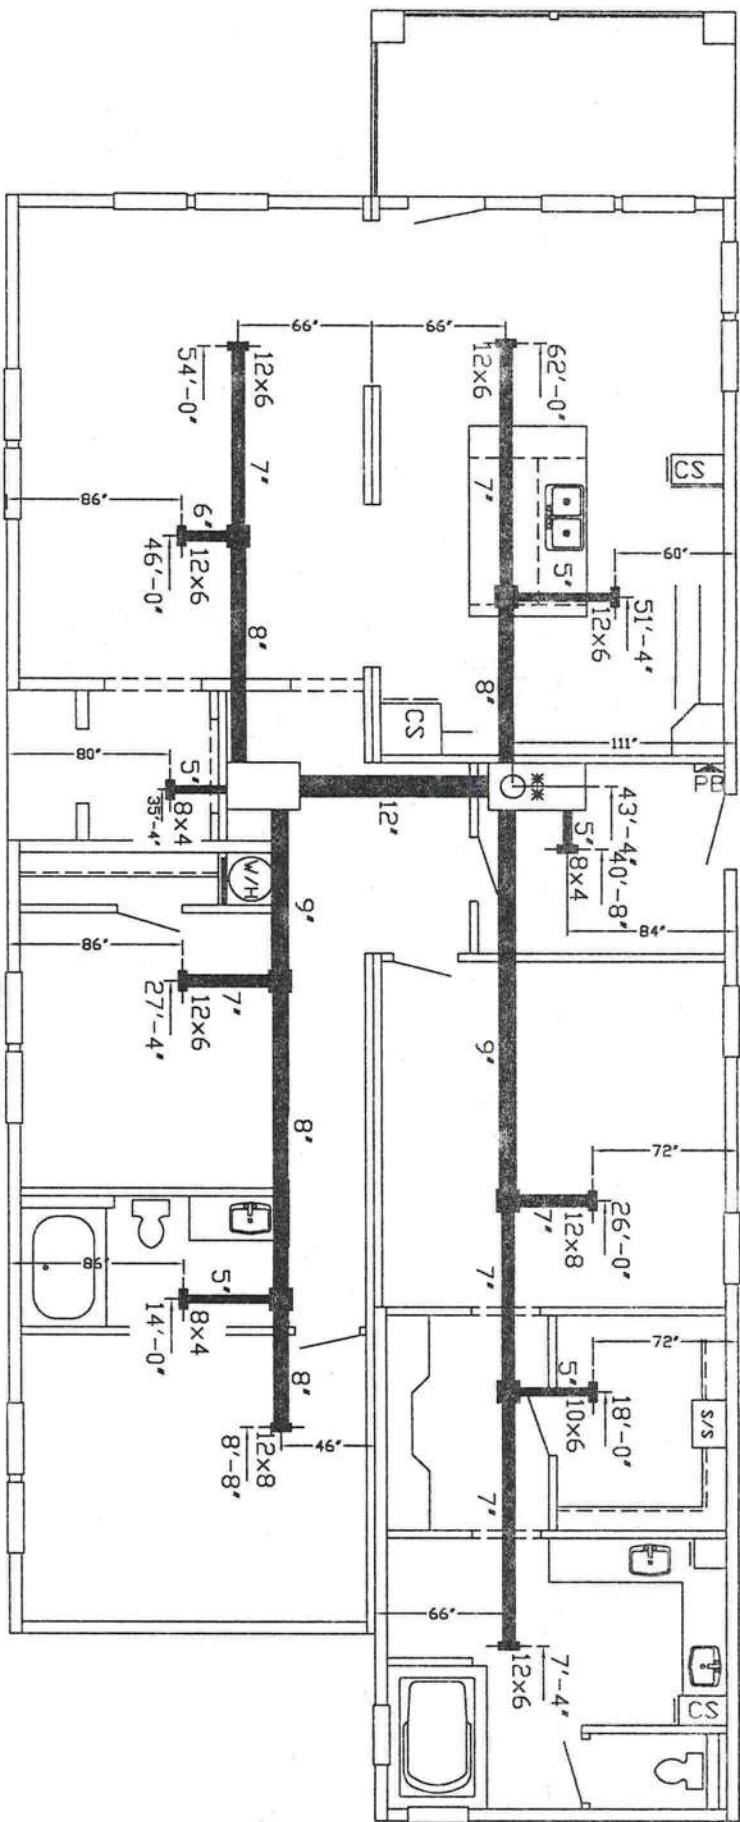 66"
66"
12x6
54'-0"
12x6
62'-0"
7"
7"
CS
86"
6"
12x6
46'-0"
5"
12x6
51'-4"
60"
8"
8"
CS
111"
80"
5"
8x4
35'-4"
12"
**
43'-4"
PB
5"
8x4
40'-8"
84"
W/H
9"
86"
7"
12x6
27'-4"
9"
8"
72"
7"
12x8
26'-0"
86"
5"
8x4
14'-0"
7"
72"
8"
5"
10x6
18'-0"
S/S
12x8
8'-8"
46"
7"
66"
12x6
7'-4"
CS